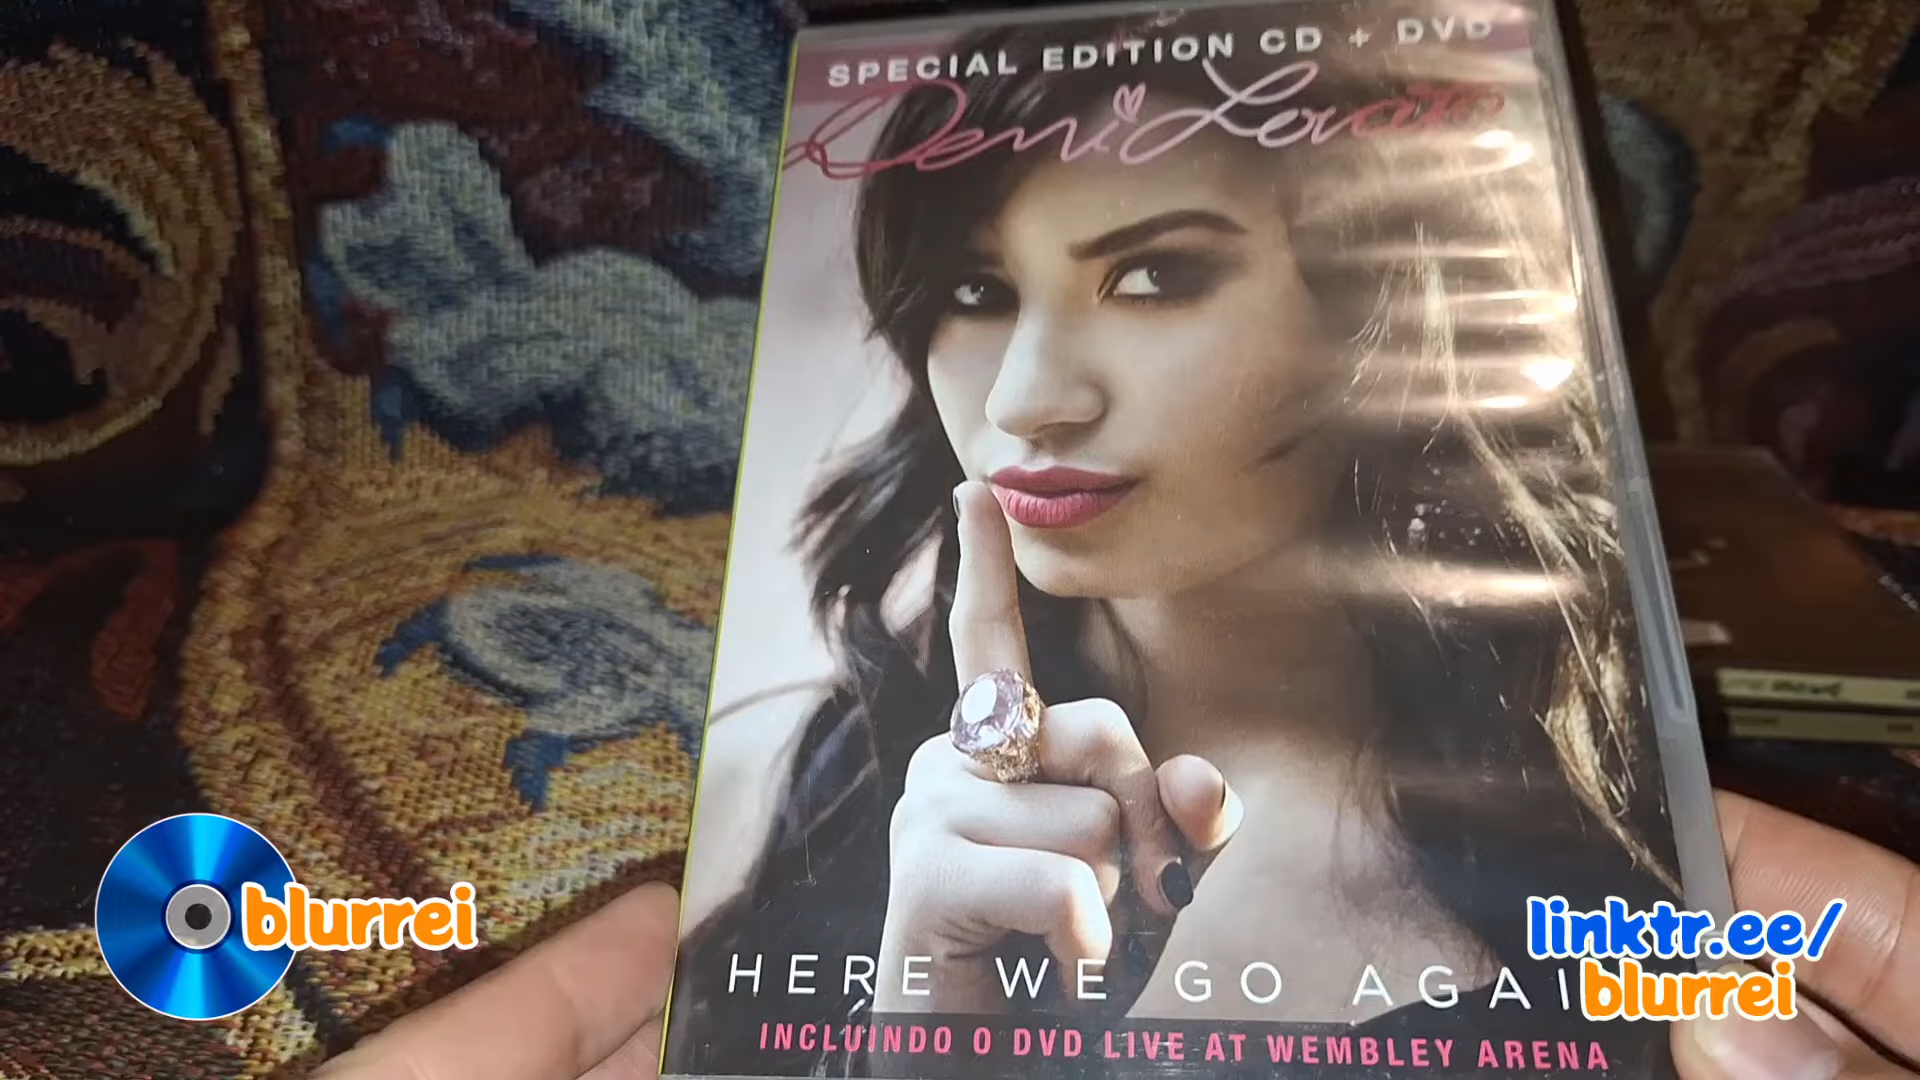 SPECIAL EDITION CD + DVD
Demi Lovato
HERE WE GO AGAI
INCLUINDO O DVD LIVE AT WEMBLEY ARENA
blurrei
linktr.ee/
blurrei